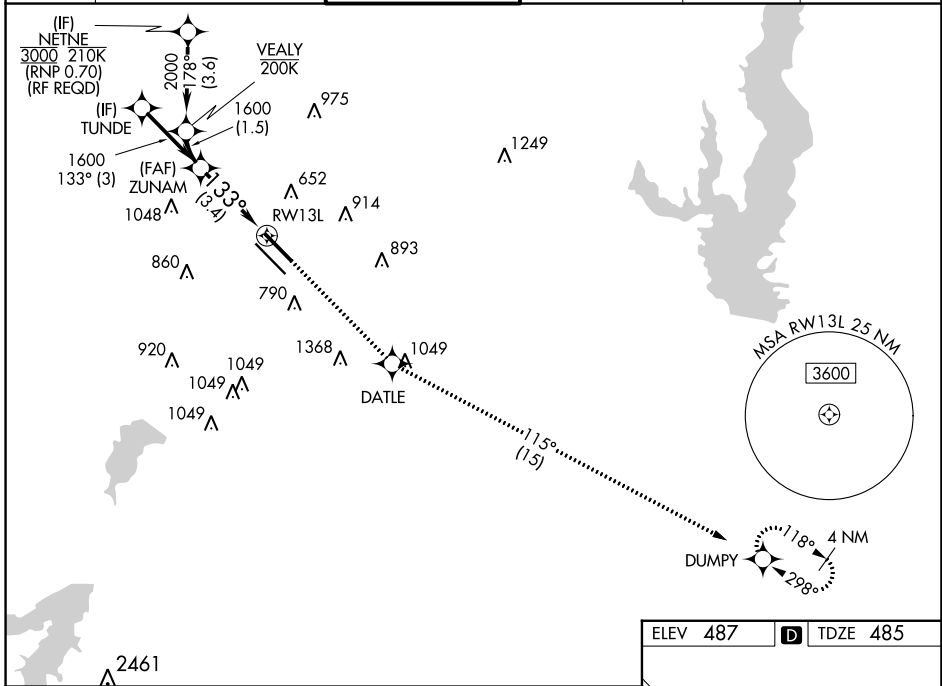 (IF)
NETNE
3000 210K
(RNP 0.70)
(RF REQD)
2000
178°
(3.6)
VEALY
200K
(IF)
TUNDE
1600
(1.5)
975
1249
1600
133° (3)
(FAF)
ZUNAM
133°
(3.4)
652
1048
914
RW13L
893
860
790
MSA RW13L 25 NM
3600
920
1368
1049
1049
1049
DATLE
1049
115°
(15)
118°
4 NM
DUMPY
298°
ELEV 487
D
TDZE 485
2461